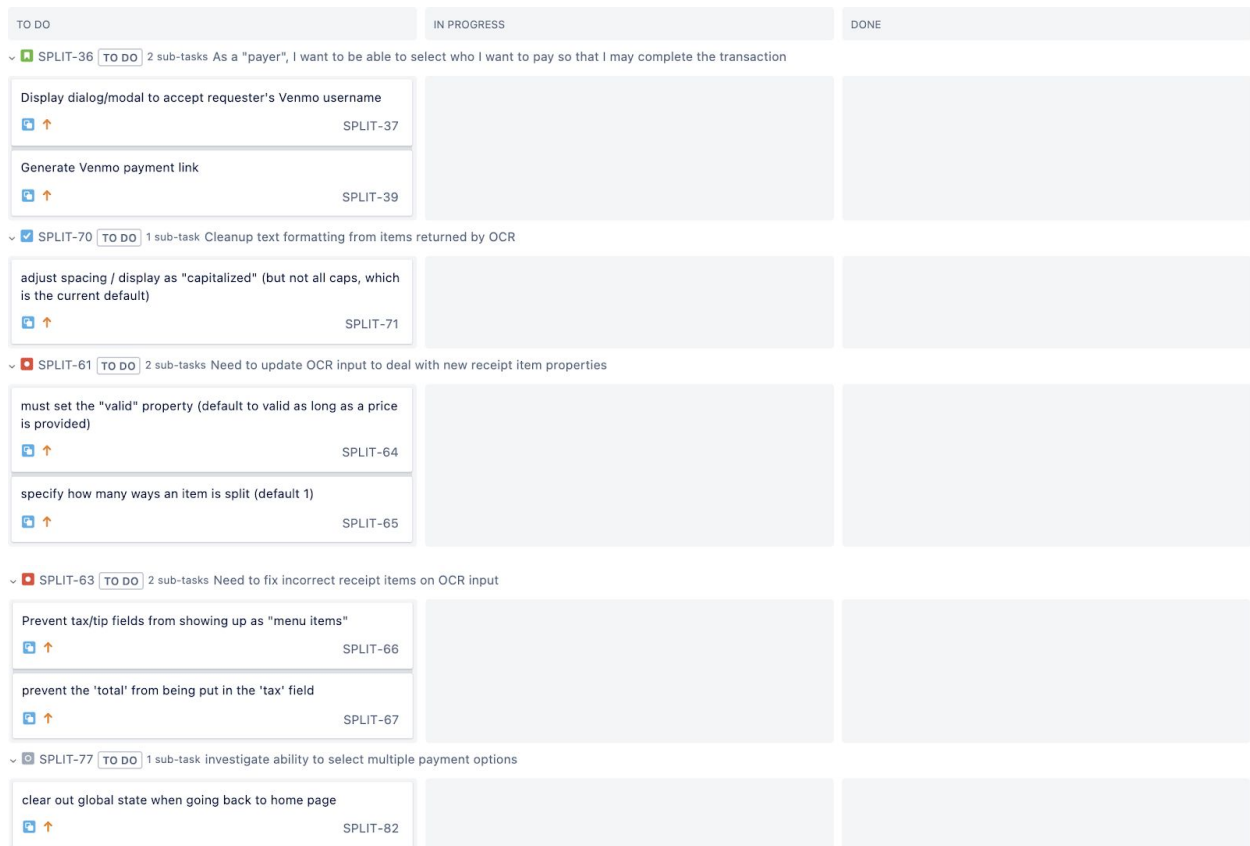 TO DO
IN PROGRESS
DONE
SPLIT-36 TO DO 2 sub-tasks As a "payer", I want to be able to select who I want to pay so that I may complete the transaction
Display dialog/modal to accept requester's Venmo username
SPLIT-37
Generate Venmo payment link
SPLIT-39
SPLIT-70 TO DO 1 sub-task Cleanup text formatting from items returned by OCR
adjust spacing / display as "capitalized" (but not all caps, which
is the current default)
SPLIT-71
SPLIT-61 TO DO 2 sub-tasks Need to update OCR input to deal with new receipt item properties
must set the "valid" property (default to valid as long as a price
is provided)
SPLIT-64
specify how many ways an item is split (default 1)
SPLIT-65
SPLIT-63 TO DO 2 sub-tasks Need to fix incorrect receipt items on OCR input
Prevent tax/tip fields from showing up as "menu items"
SPLIT-66
prevent the 'total' from being put in the 'tax' field
SPLIT-67
SPLIT-77 TO DO 1 sub-task investigate ability to select multiple payment options
clear out global state when going back to home page
SPLIT-82